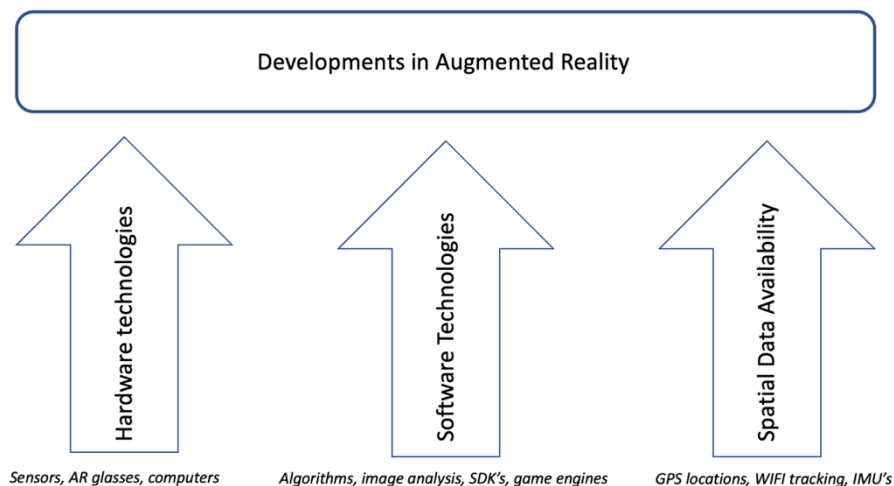 Developments in Augmented Reality
Hardware technologies
Software Technologies
Spatial Data Availability
Sensors, AR glasses, computers
Algorithms, image analysis, SDK's, game engines
GPS locations, WIFI tracking, IMU's